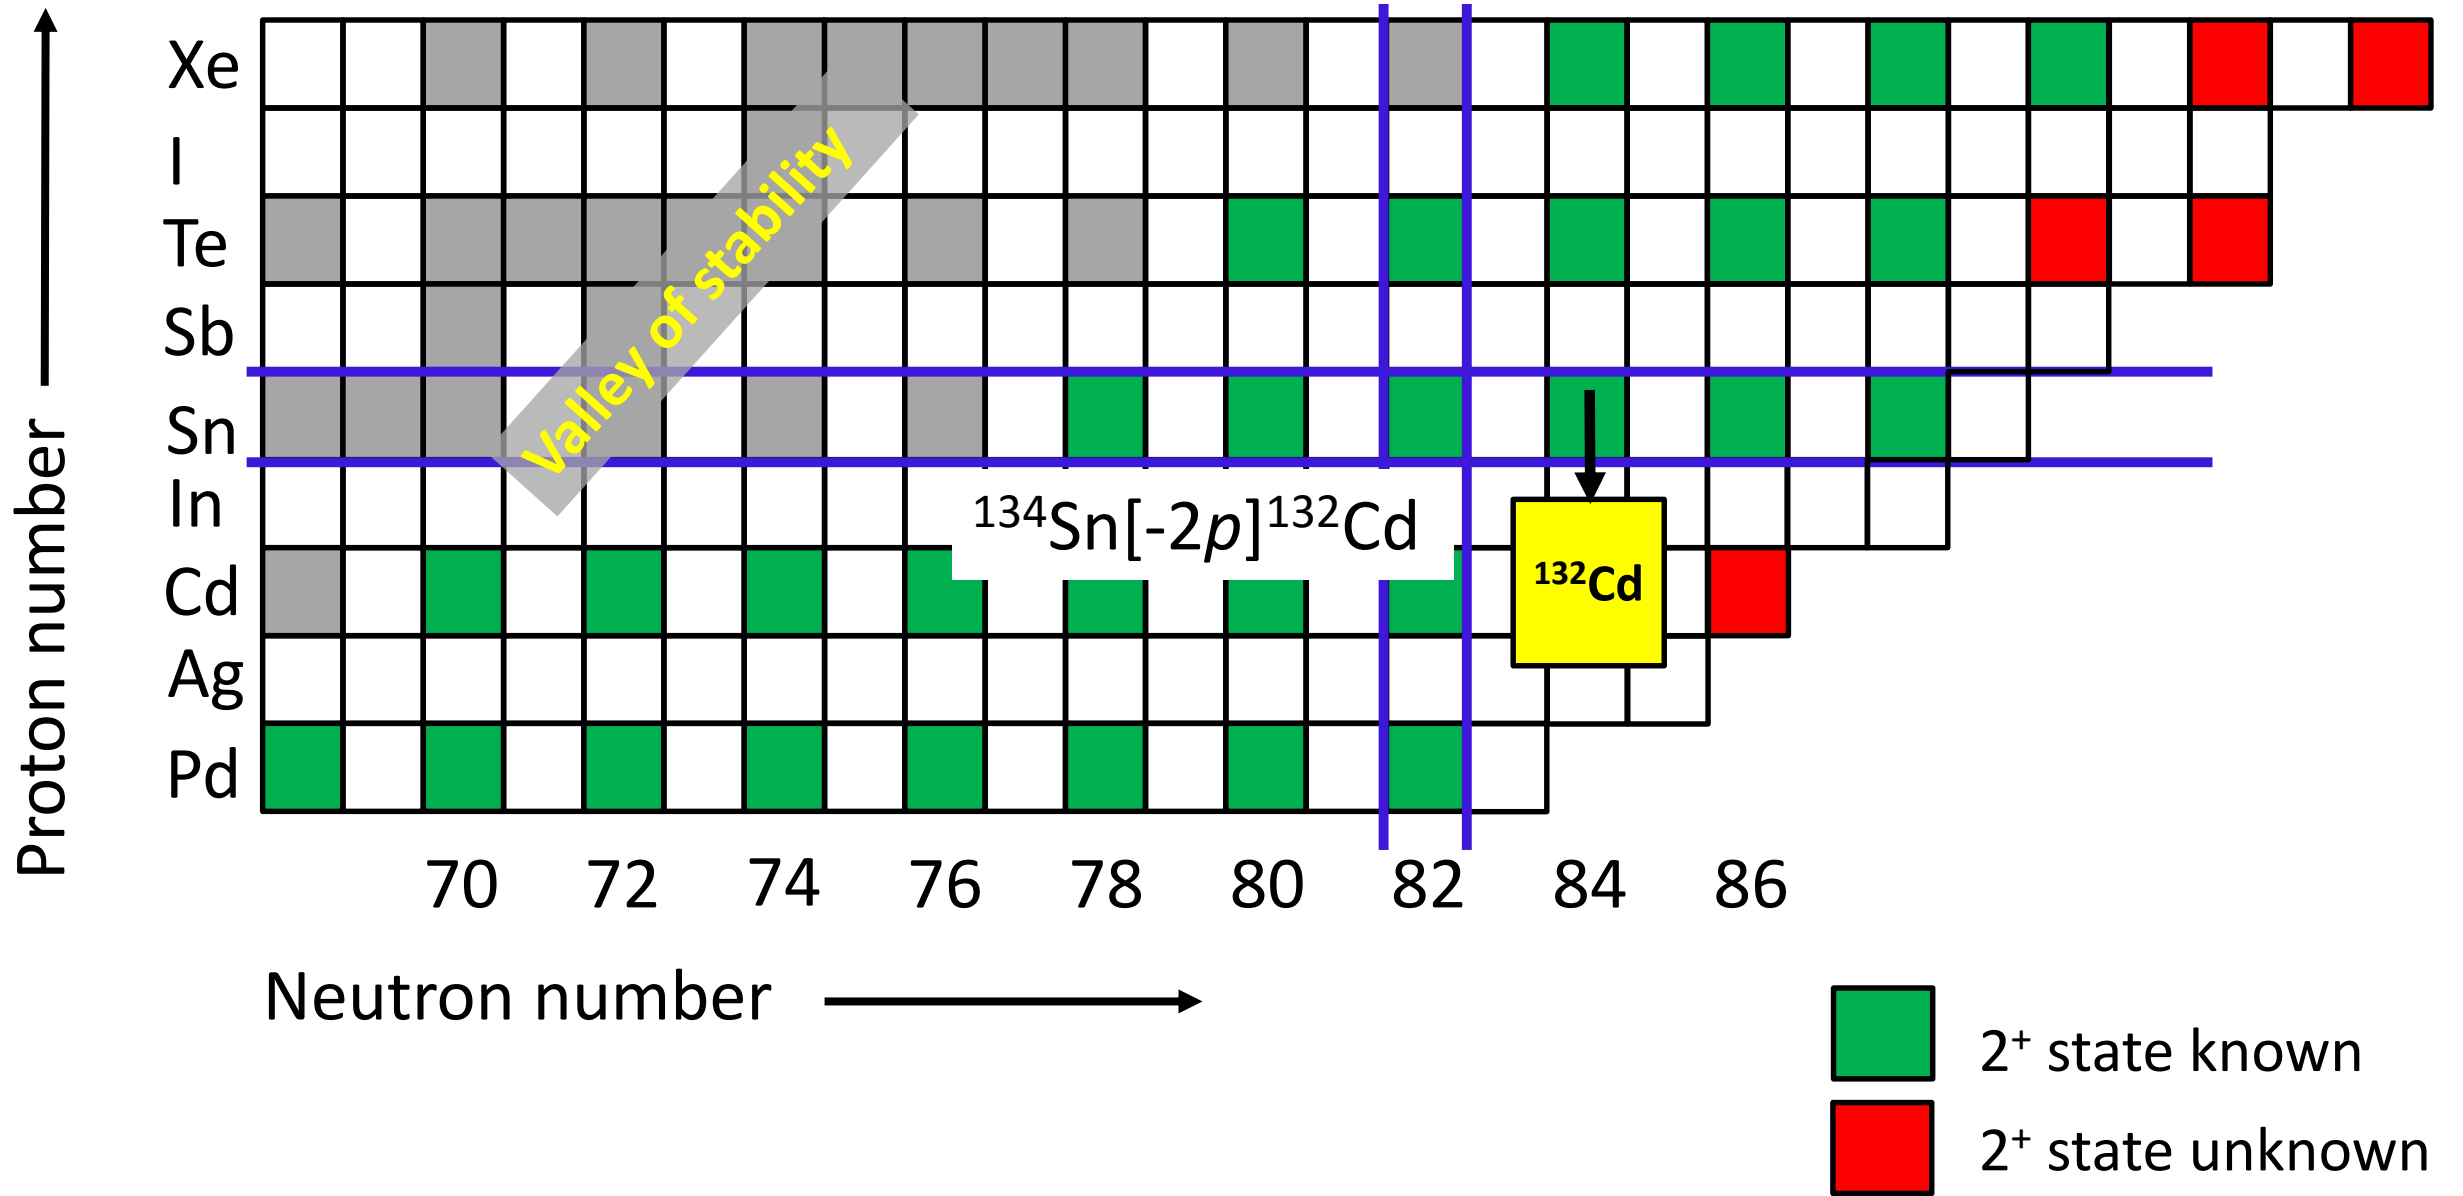 Proton number
Xe
I
Te
Sb
Sn
In
Cd
Ag
Pd
Valley of stability
¹³⁴Sn[-2p]¹³²Cd
¹³²Cd
70 72 74 76 78 80 82 84 86
Neutron number
2⁺ state known
2⁺ state unknown